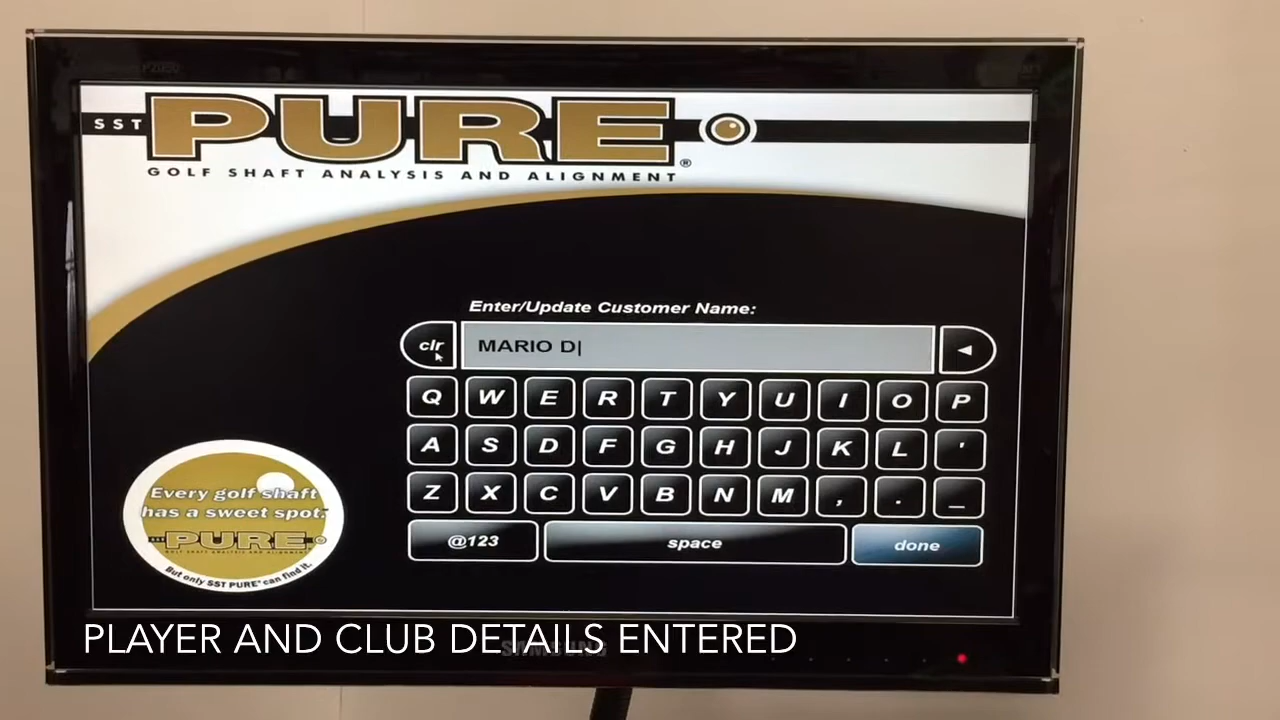 SST PURE®
GOLF SHAFT ANALYSIS AND ALIGNMENT
Enter/Update Customer Name:
clr MARIO D| ◄
Q W E R T Y U I O P
A S D F G H J K L '
Z X C V B N M , . _
@123 space done
Every golf shaft
has a sweet spot.
SST PURE
GOLF SHAFT ANALYSIS AND ALIGNMENT
But only SST PURE® can find it.
PLAYER AND CLUB DETAILS ENTERED
SAMSUNG